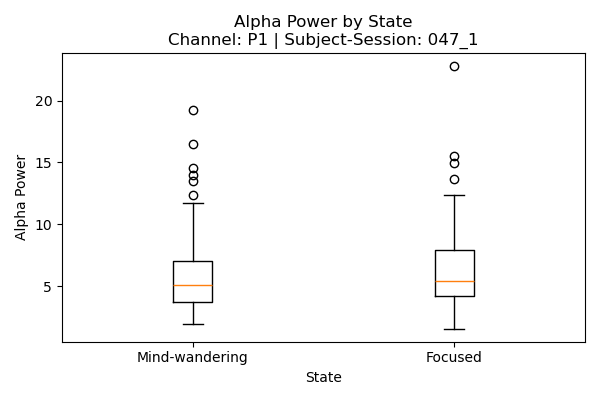 Alpha Power by State
Channel: P1 | Subject-Session: 047_1
Alpha Power
20
15
10
5
Mind-wandering
Focused
State